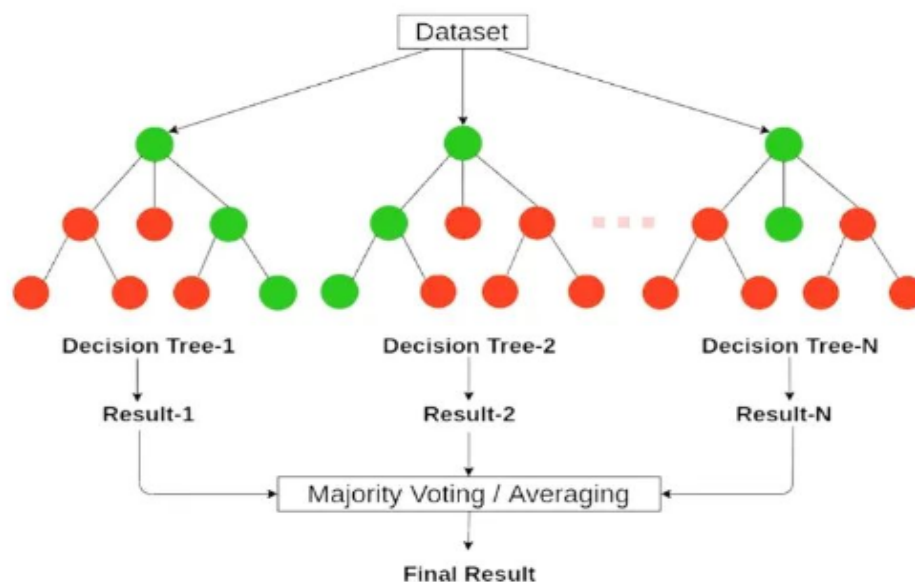 Dataset
Decision Tree-1
Decision Tree-2
Decision Tree-N
Result-1
Result-2
Result-N
Majority Voting / Averaging
Final Result